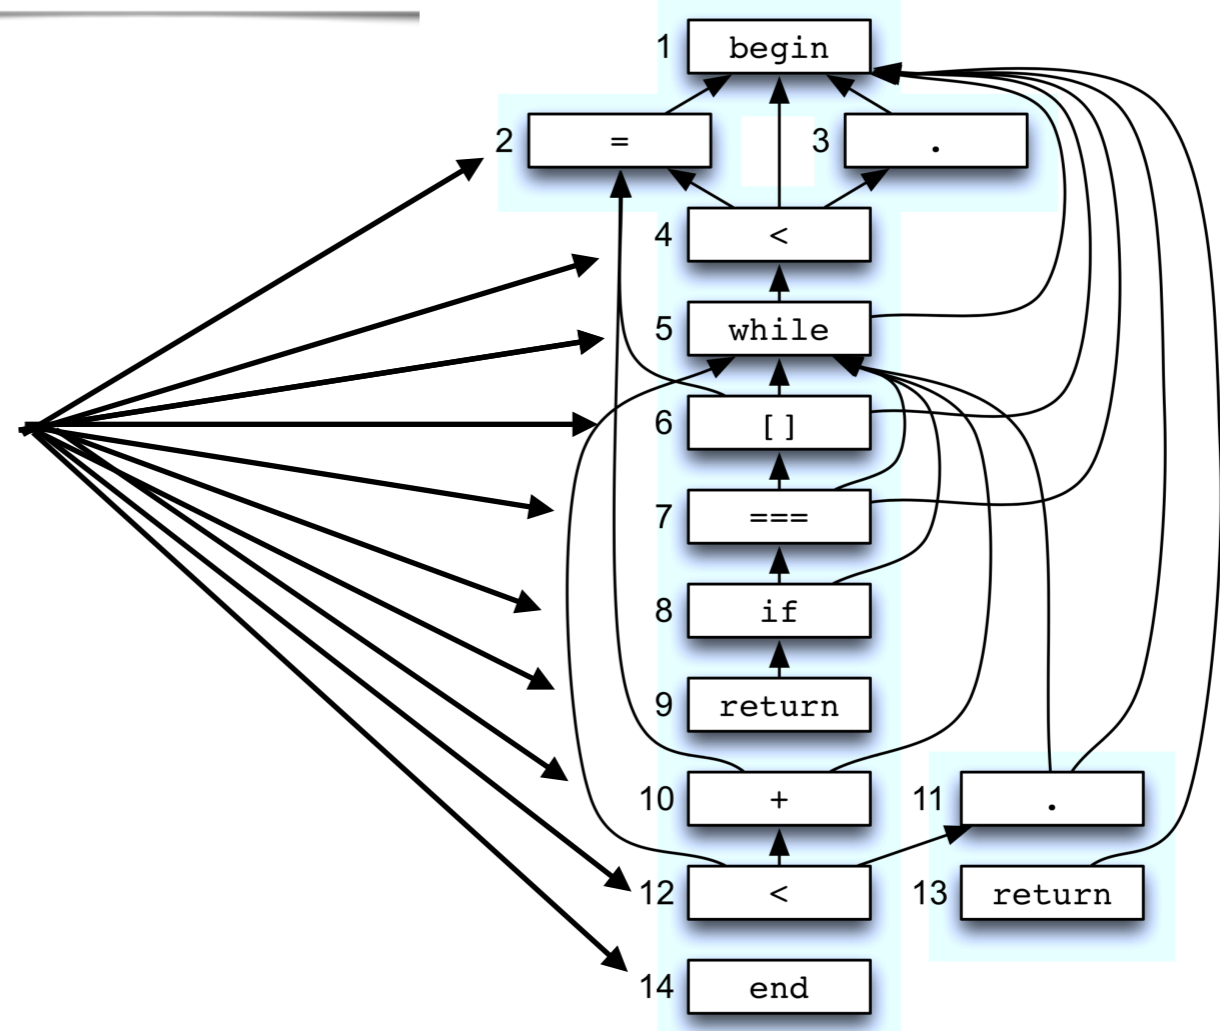 1 begin
2 = 3 .
4 <
5 while
6 []
7 ===
8 if
9 return
10 + 11 .
12 < 13 return
14 end